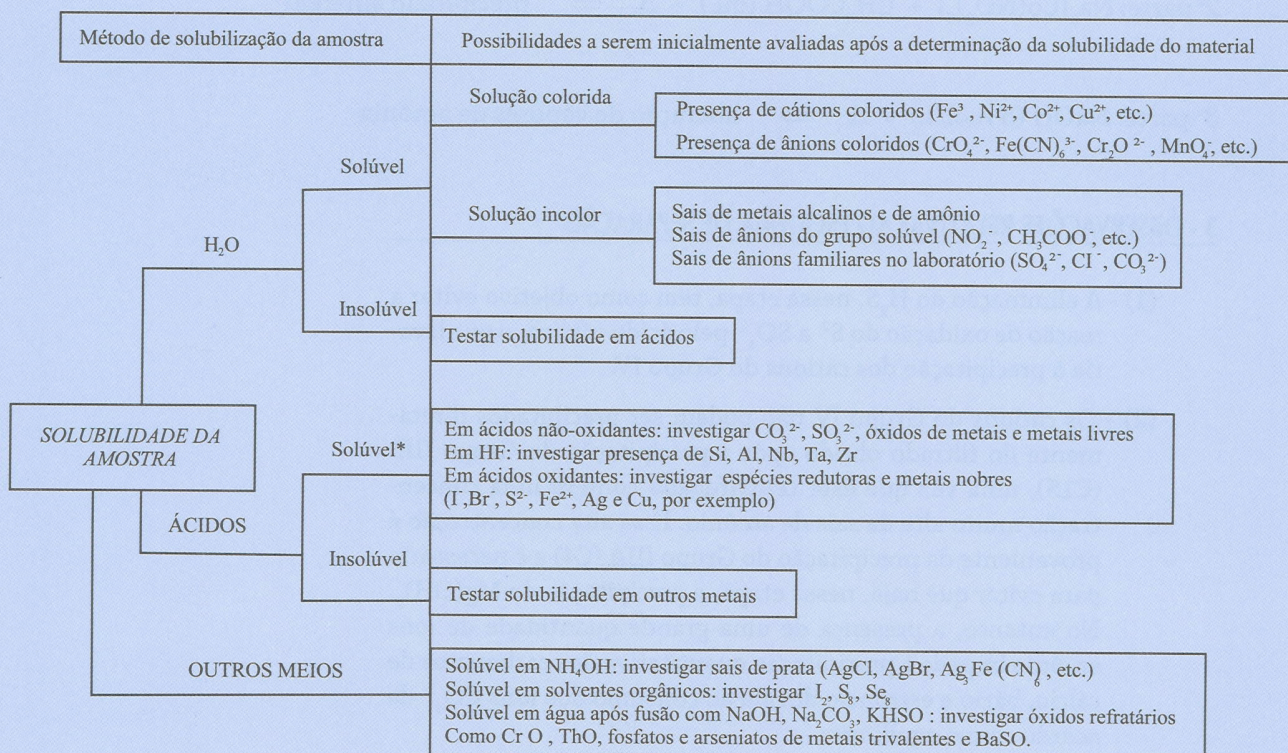 Método de solubilização da amostra
Possibilidades a serem inicialmente avaliadas após a determinação da solubilidade do material
Solução colorida
Presença de cátions coloridos (Fe³ , Ni²⁺, Co²⁺, Cu²⁺, etc.)
Presença de ânions coloridos (CrO₄²⁻, Fe(CN)₆³⁻, Cr₂O ²⁻ , MnO₄⁻, etc.)
Solúvel
Solução incolor
Sais de metais alcalinos e de amônio
Sais de ânions do grupo solúvel (NO₂⁻ , CH₃COO⁻, etc.)
Sais de ânions familiares no laboratório (SO₄²⁻, Cl⁻ , CO₃²⁻)
H₂O
Insolúvel
Testar solubilidade em ácidos
SOLUBILIDADE DA
AMOSTRA
Solúvel*
Em ácidos não-oxidantes: investigar CO₃²⁻, SO₃²⁻, óxidos de metais e metais livres
Em HF: investigar presença de Si, Al, Nb, Ta, Zr
Em ácidos oxidantes: investigar espécies redutoras e metais nobres
(I⁻,Br⁻, S²⁻, Fe²⁺, Ag e Cu, por exemplo)
ÁCIDOS
Insolúvel
Testar solubilidade em outros metais
OUTROS MEIOS
Solúvel em NH₄OH: investigar sais de prata (AgCl, AgBr, Ag₃Fe (CN)₆ , etc.)
Solúvel em solventes orgânicos: investigar I₂, S₈, Se₈
Solúvel em água após fusão com NaOH, Na₂CO₃, KHSO : investigar óxidos refratários
Como Cr O , ThO, fosfatos e arseniatos de metais trivalentes e BaSO.